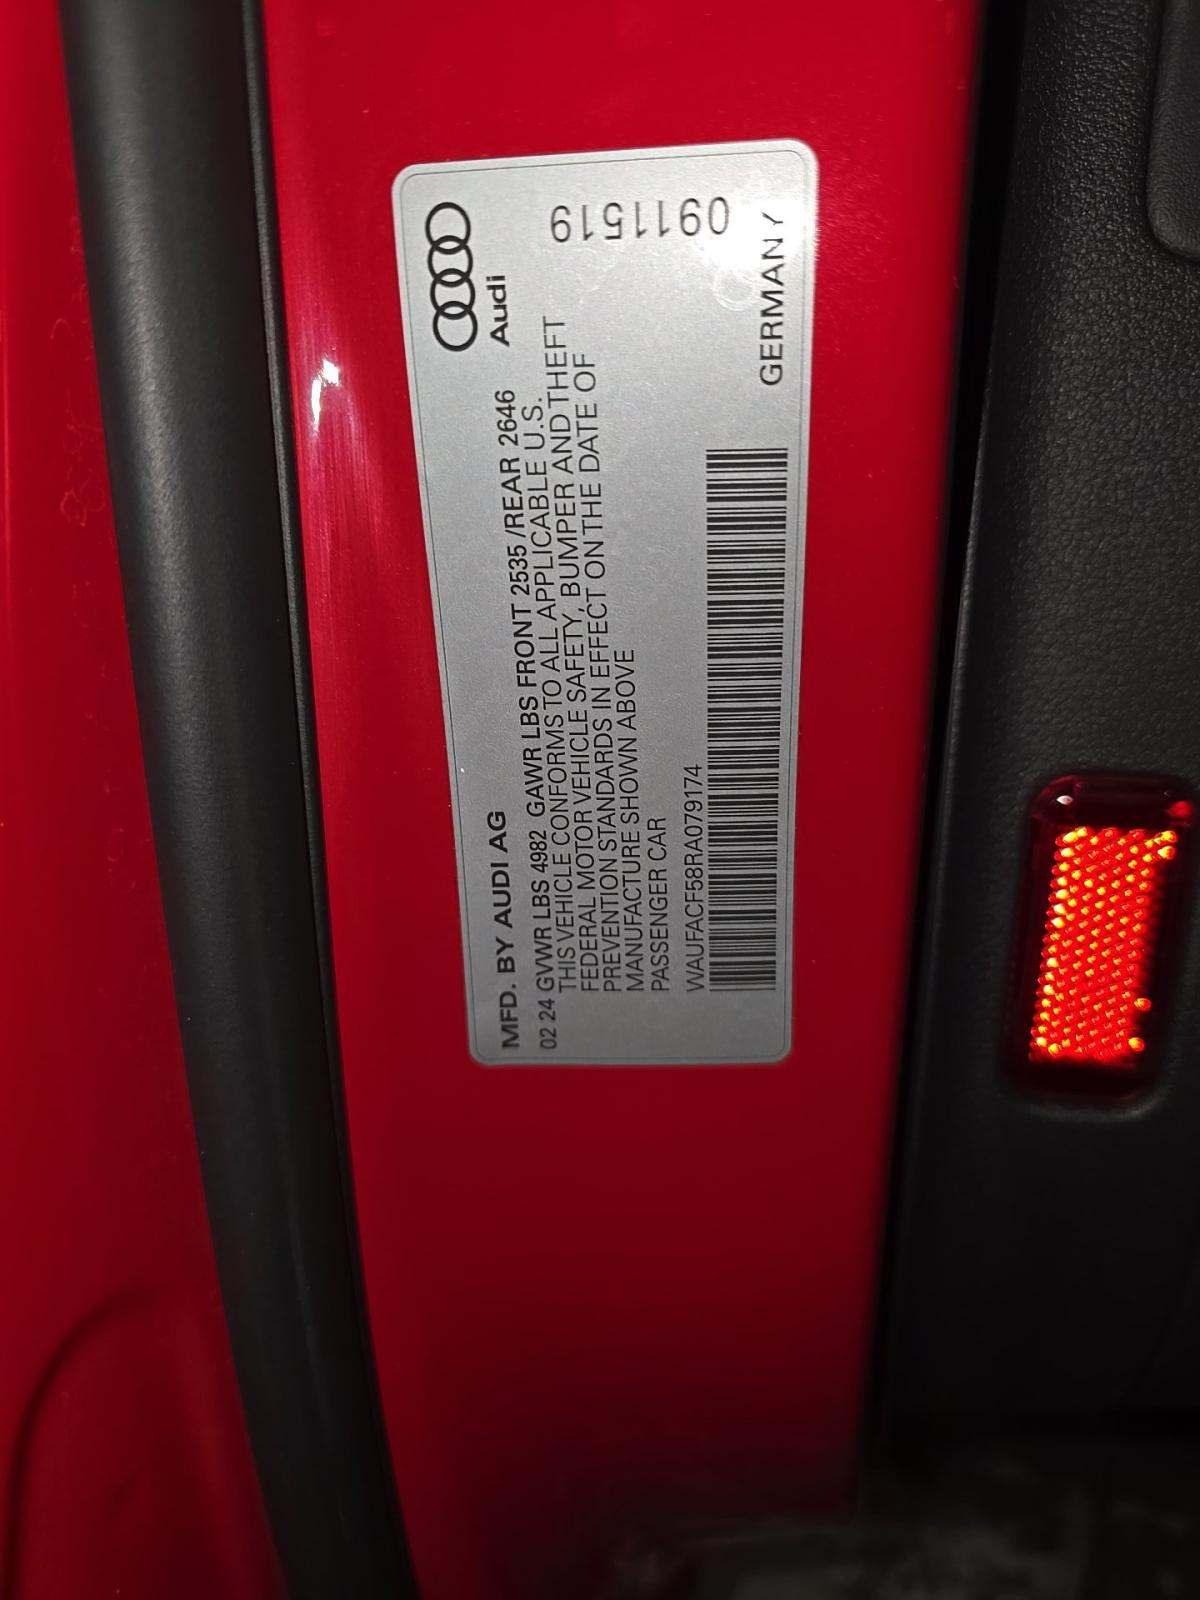 MFD. BY AUDI AG
Audi
02 24 GVWR LBS 4982 GAWR LBS FRONT 2535 /REAR 2646
THIS VEHICLE CONFORMS TO ALL APPLICABLE U.S.
FEDERAL MOTOR VEHICLE SAFETY, BUMPER AND THEFT
PREVENTION STANDARDS IN EFFECT ON THE DATE OF
MANUFACTURE SHOWN ABOVE
PASSENGER CAR
0911519
WAUFACF58RA079174
GERMANY